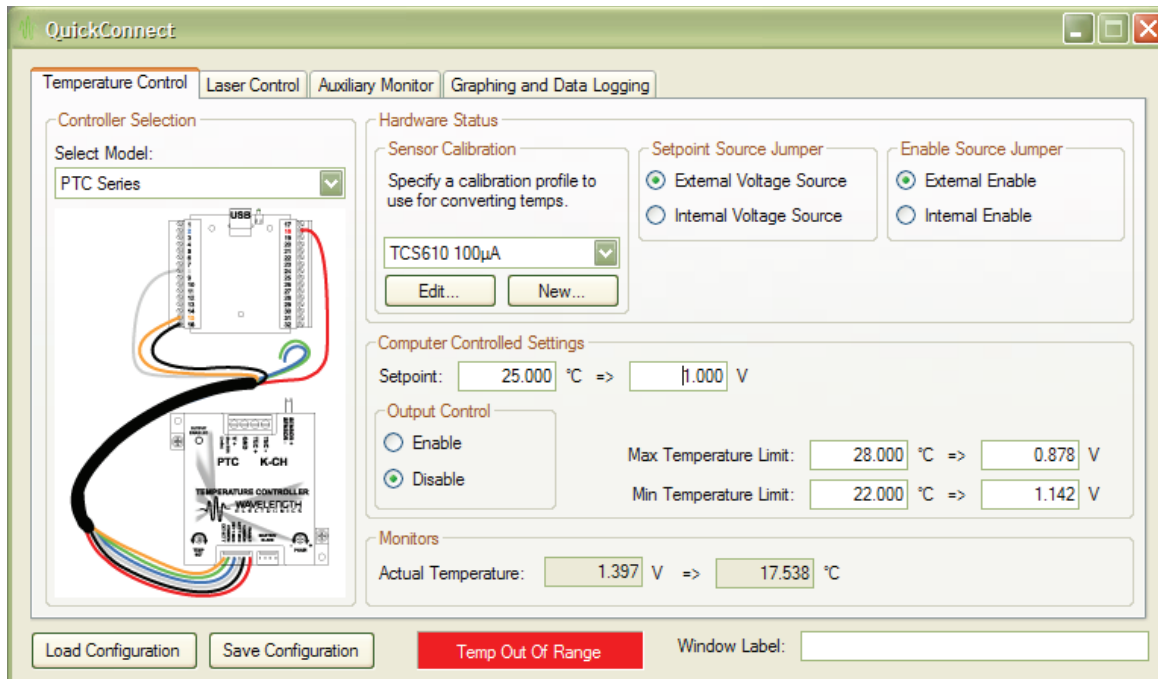 QuickConnect
Temperature Control
Laser Control
Auxiliary Monitor
Graphing and Data Logging
Controller Selection
Select Model:
PTC Series
USB
PTC K-CH
TEMPERATURE CONTROLLER
WAVELENGTH
ELECTRONICS
Hardware Status
Sensor Calibration
Specify a calibration profile to
use for converting temps.
TCS610 100µA
Edit... New...
Setpoint Source Jumper
External Voltage Source
Internal Voltage Source
Enable Source Jumper
External Enable
Internal Enable
Computer Controlled Settings
Setpoint: 25.000 °C => 1.000 V
Output Control
Enable
Disable
Max Temperature Limit: 28.000 °C => 0.878 V
Min Temperature Limit: 22.000 °C => 1.142 V
Monitors
Actual Temperature: 1.397 V => 17.538 °C
Load Configuration
Save Configuration
Temp Out Of Range
Window Label: